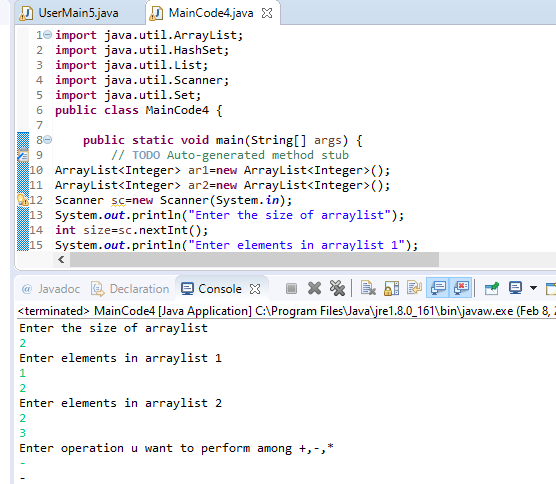 UserMain5.java MainCode4.java
1 import java.util.ArrayList;
2 import java.util.HashSet;
3 import java.util.List;
4 import java.util.Scanner;
5 import java.util.Set;
6 public class MainCode4 {
7
8 public static void main(String[] args) {
9 // TODO Auto-generated method stub
10 ArrayList<Integer> ar1=new ArrayList<Integer>();
11 ArrayList<Integer> ar2=new ArrayList<Integer>();
12 Scanner sc=new Scanner(System.in);
13 System.out.println("Enter the size of arraylist");
14 int size=sc.nextInt();
15 System.out.println("Enter elements in arraylist 1");
@ Javadoc Declaration Console
<terminated> MainCode4 [Java Application] C:\Program Files\Java\jre1.8.0_161\bin\javaw.exe (Feb 8, 
Enter the size of arraylist
2
Enter elements in arraylist 1
1
2
Enter elements in arraylist 2
2
3
Enter operation u want to perform among +,-,*
-
-